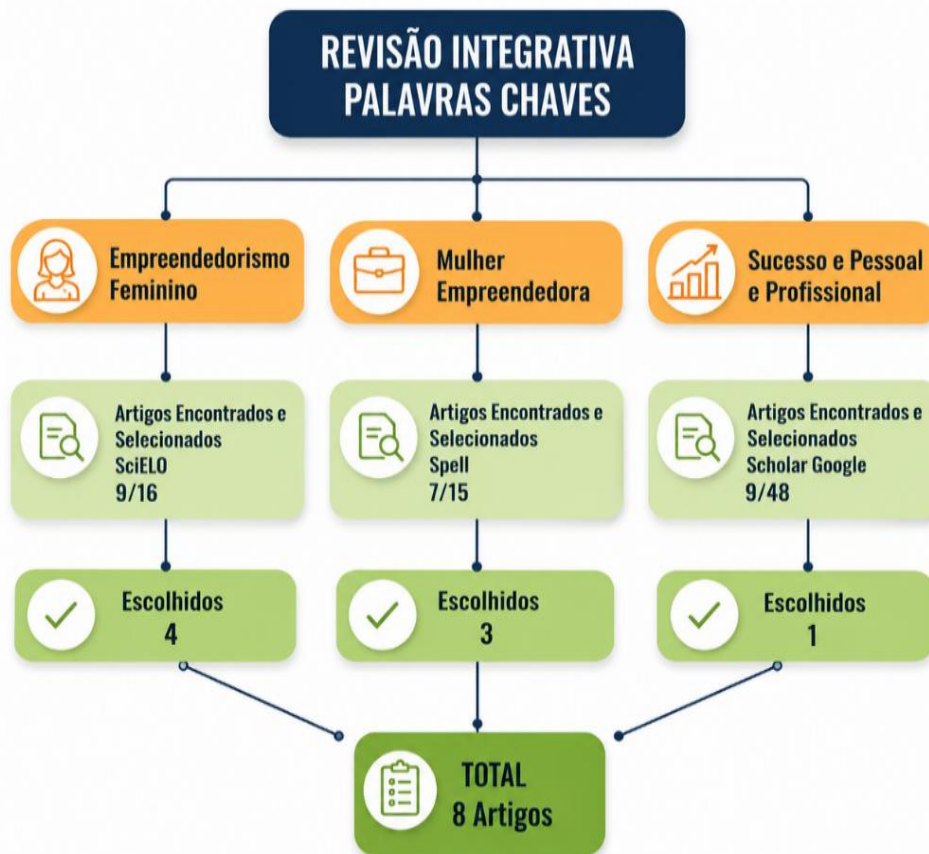 REVISÃO INTEGRATIVA
PALAVRAS CHAVES
Empreendedorismo
Feminino
Mulher
Empreendedora
Sucesso e Pessoal
e Profissional
Artigos Encontrados e
Selecionados
SciELO
9/16
Artigos Encontrados e
Selecionados
Spell
7/15
Artigos Encontrados e
Selecionados
Scholar Google
9/48
Escolhidos
4
Escolhidos
3
Escolhidos
1
TOTAL
8 Artigos